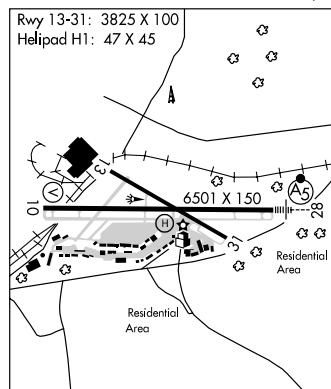 Rwy 13-31: 3825 X 100
Helipad H1: 47 X 45
13
V
A5
10
6501 X 150
28
H
31
Residential
Area
Residential
Area